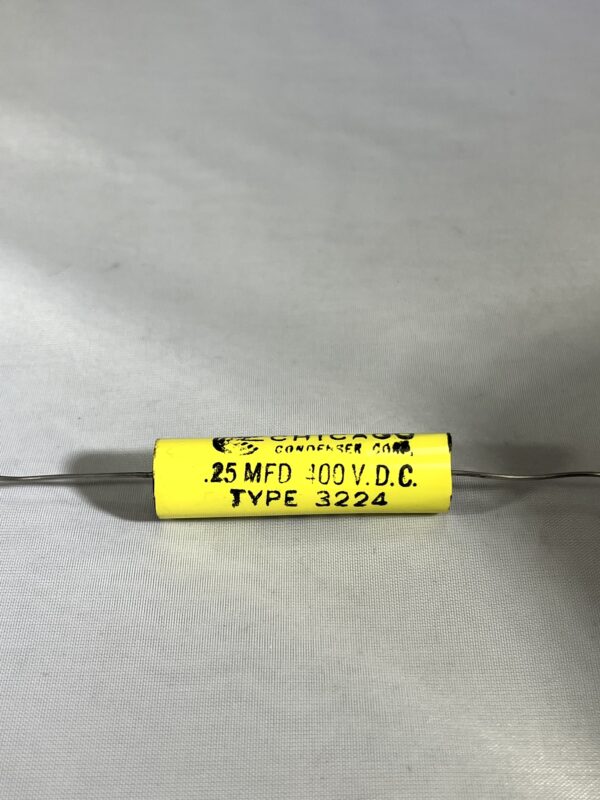 CHICAGO
CONDENSER CORP.
.25 MFD 400 V. D. C.
TYPE 3224